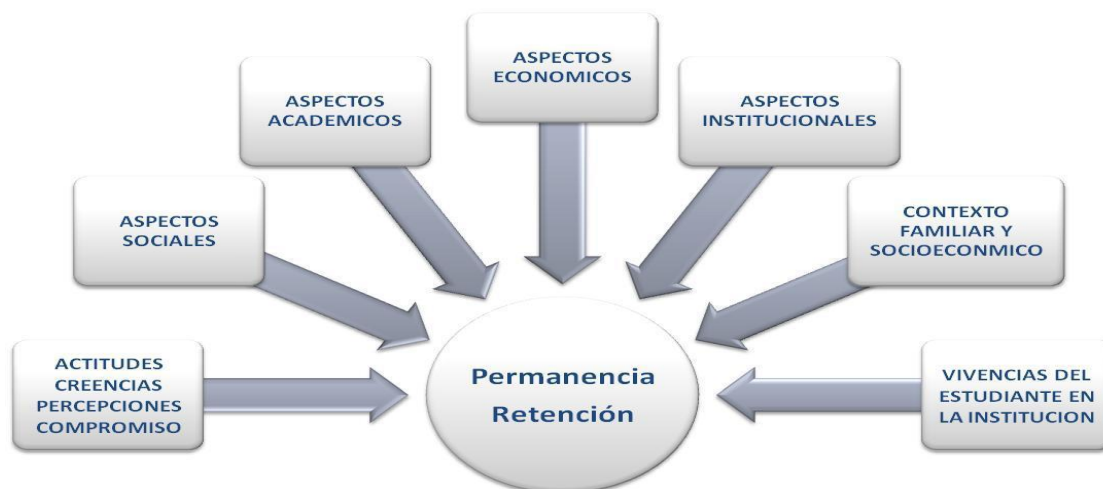 ASPECTOS
ECONOMICOS
ASPECTOS
ACADEMICOS
ASPECTOS
INSTITUCIONALES
ASPECTOS
SOCIALES
CONTEXTO
FAMILIAR Y
SOCIOECONMICO
ACTITUDES
CREENCIAS
PERCEPCIONES
COMPROMISO
Permanencia
Retención
VIVENCIAS DEL
ESTUDIANTE EN
LA INSTITUCION